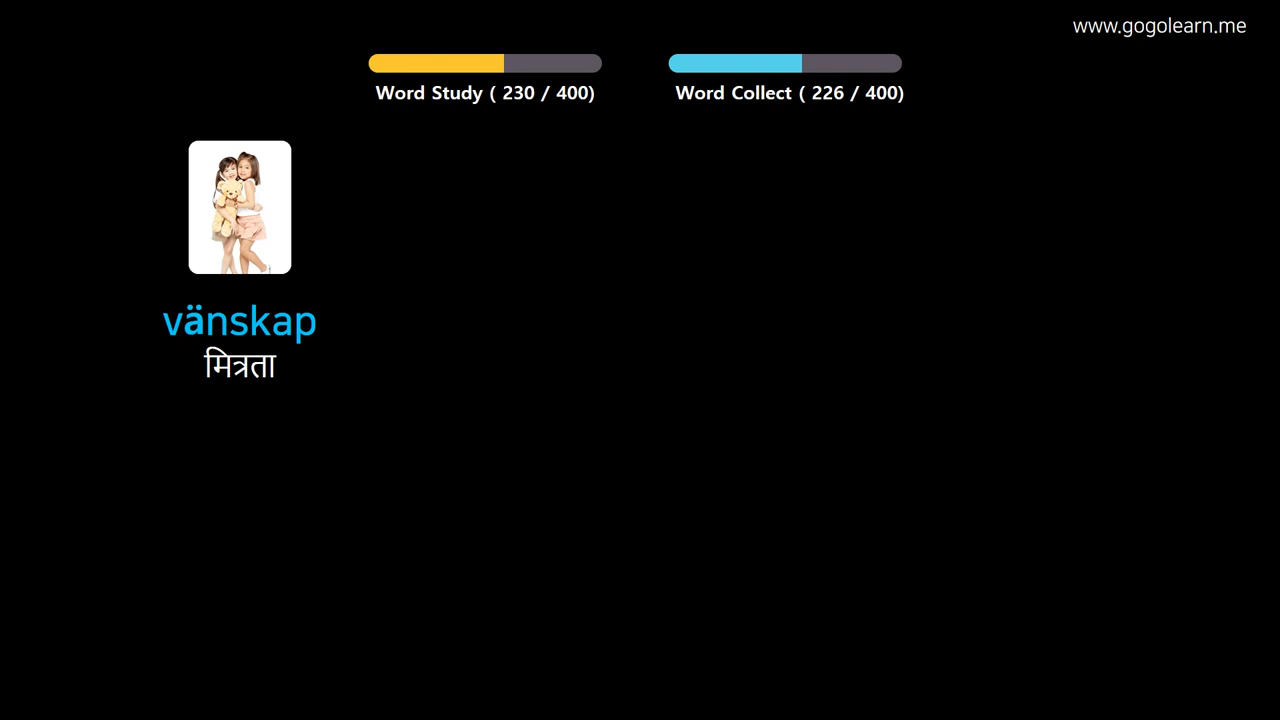 www.gogolearn.me
Word Study ( 230 / 400)
Word Collect ( 226 / 400)
vänskap
मित्रता